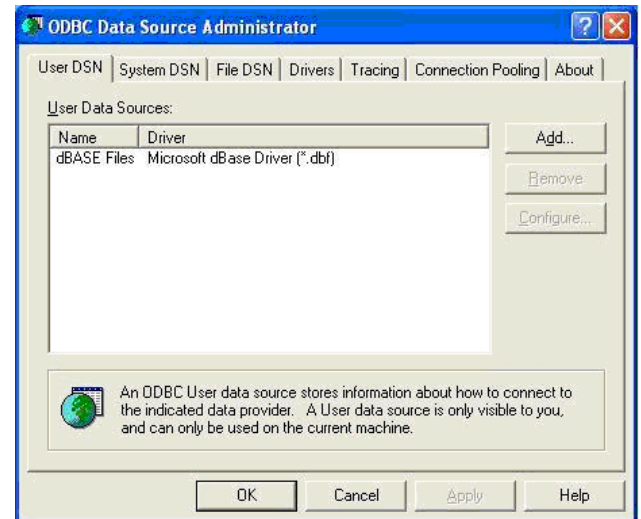 ODBC Data Source Administrator
User DSN System DSN File DSN Drivers Tracing Connection Pooling About
User Data Sources:
Name Driver
dBASE Files Microsoft dBase Driver (*.dbf)
Add...
Remove
Configure...
An ODBC User data source stores information about how to connect to
the indicated data provider. A User data source is only visible to you,
and can only be used on the current machine.
OK Cancel Apply Help